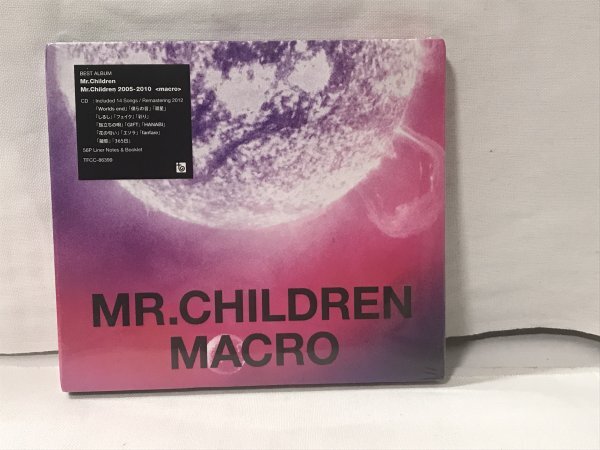 BEST ALBUM
Mr.Children
Mr.Children 2005-2010 <macro>
CD : Included 14 Songs / Remastering 2012
「Worlds end」「僕らの音」「箒星」
「しるし」「フェイク」「彩り」
「旅立ちの唄」「GIFT」「HANABI」
「花の匂い」「エソラ」「fanfare」
「擬態」「365日」
56P Liner Notes & Booklet
TFCC-86399
MR.CHILDREN
MACRO